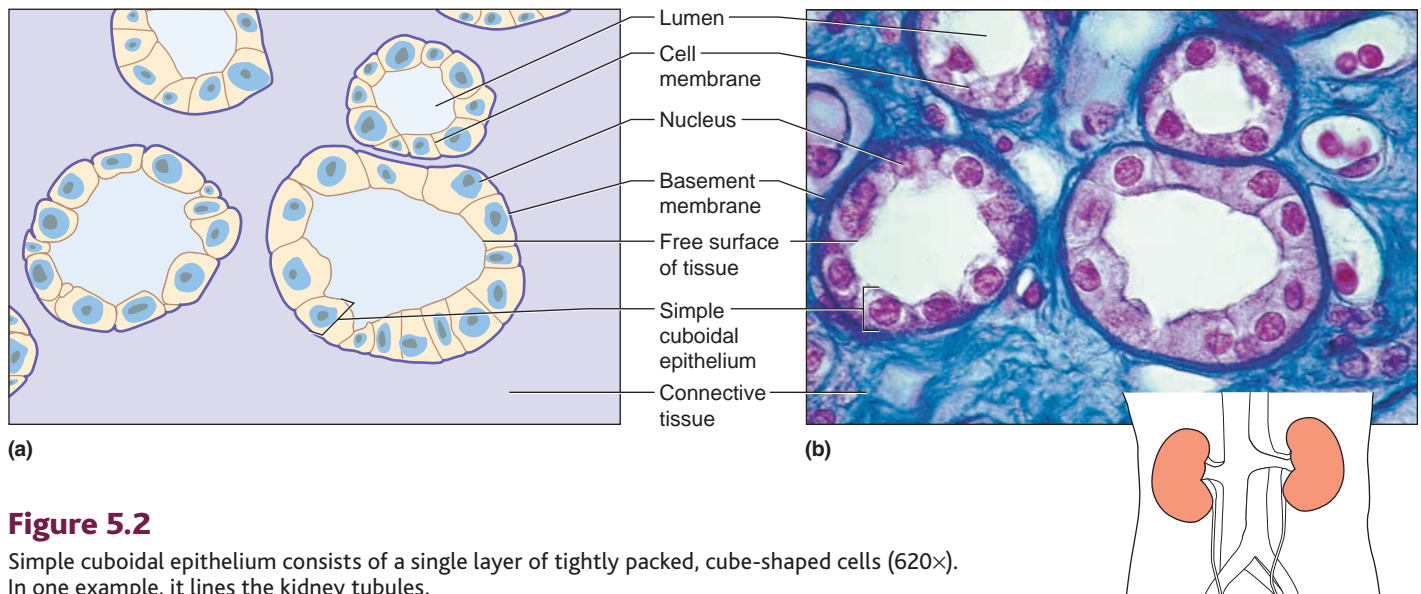 Lumen
Cell
membrane
Nucleus
Basement
membrane
Free surface
of tissue
Simple
cuboidal
epithelium
Connective
tissue
(a)
(b)
Figure 5.2
Simple cuboidal epithelium consists of a single layer of tightly packed, cube-shaped cells (620×).
In one example, it lines the kidney tubules.